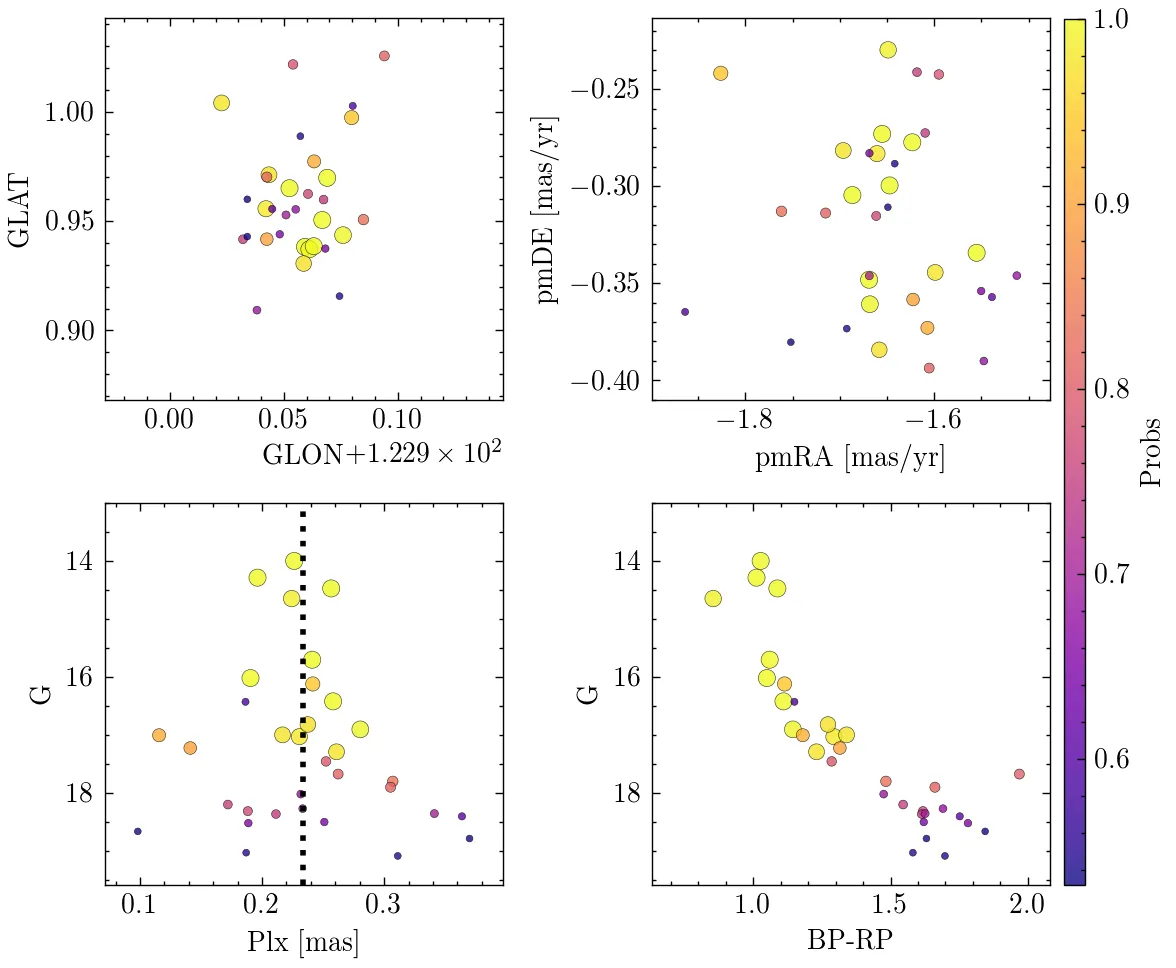 1.00
0.95
0.90
GLAT
0.00 0.05 0.10
GLON+1.229 × 10²
−0.25
−0.30
−0.35
−0.40
pmDE [mas/yr]
−1.8 −1.6
pmRA [mas/yr]
14
16
18
G
0.1 0.2 0.3
Plx [mas]
14
16
18
G
1.0 1.5 2.0
BP-RP
1.0
0.9
0.8
0.7
0.6
Probs